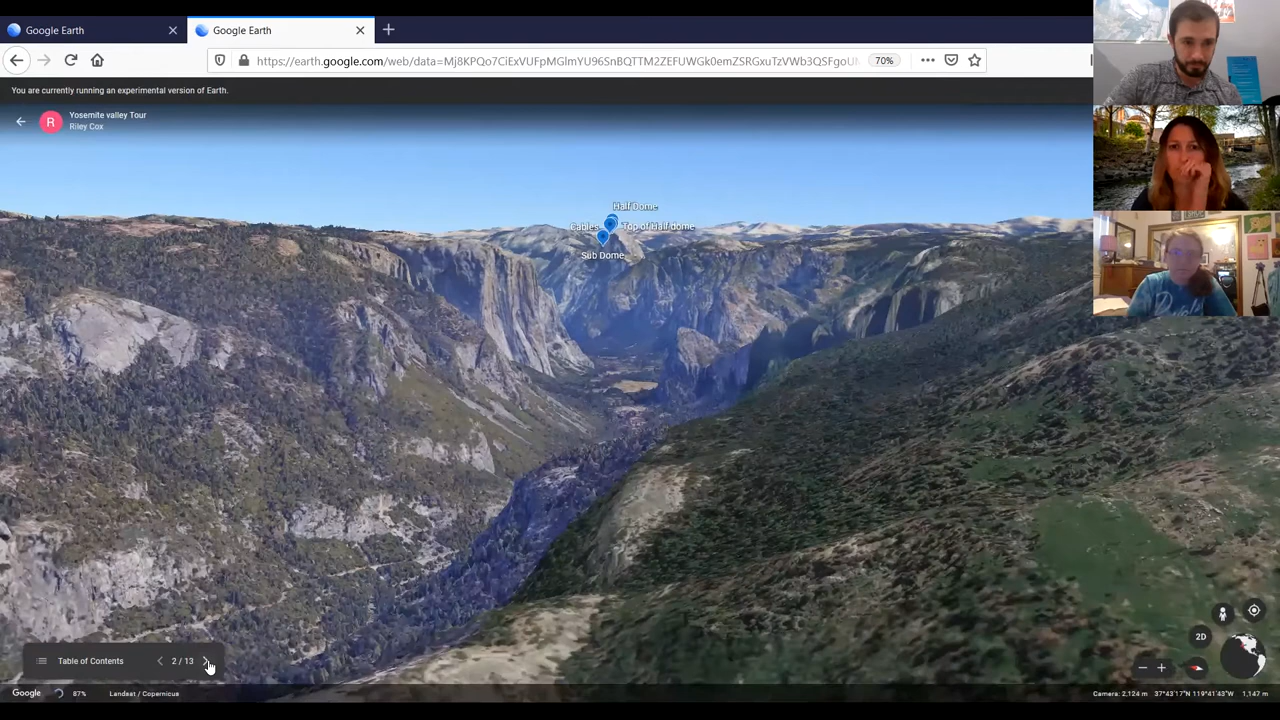 Google Earth
Google Earth
https://earth.google.com/web/data=Mj8KPQo7CiExVUFpMGlmYU96SnBQTTM2ZEFUWGk0emZSRGxuTzVWb3QSFgoU
70%
You are currently running an experimental version of Earth.
R
Yosemite valley Tour
Riley Cox
Half Dome
Cables
Top of Half dome
Sub Dome
Table of Contents
2 / 13
2D
Google
87%
Landsat / Copernicus
Camera: 2,124 m
37°43'17"N 119°41'43"W
1,147 m